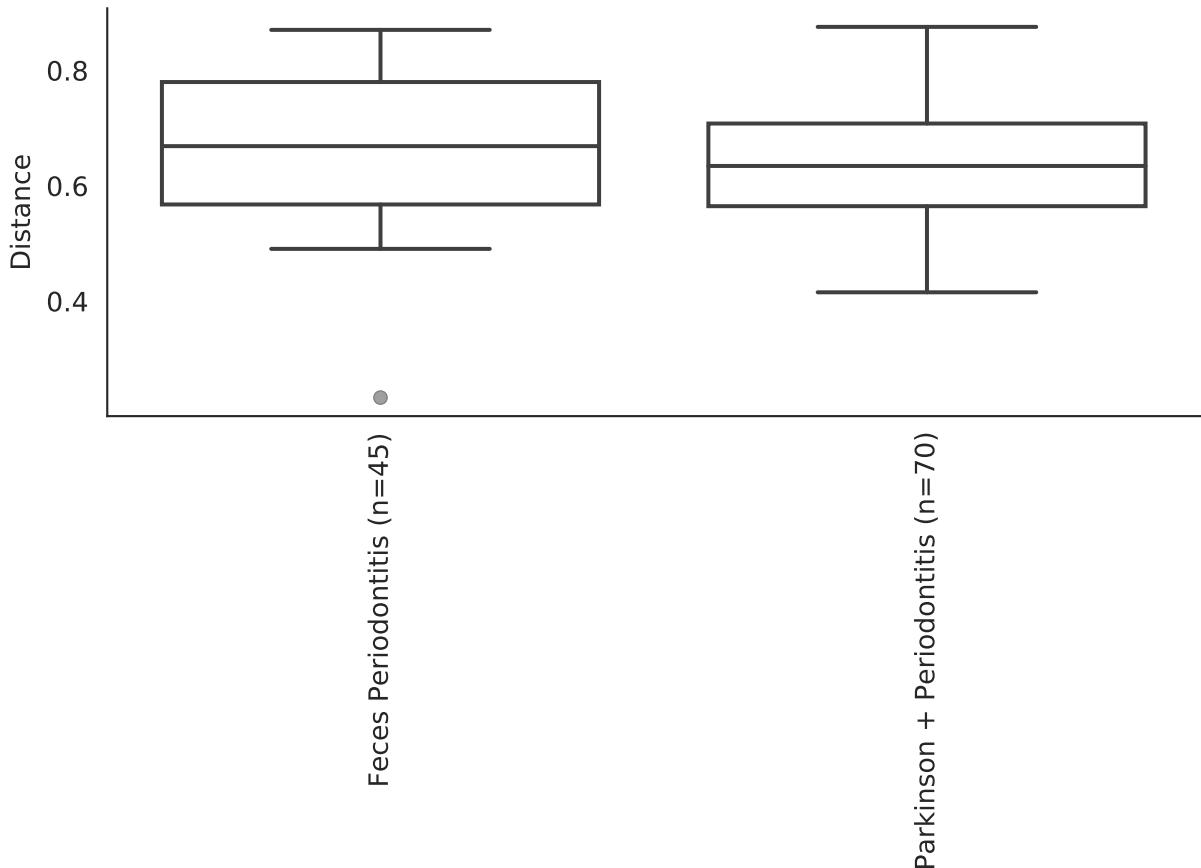 Distance
0.8
0.6
0.4
Feces Periodontitis (n=45)
Parkinson + Periodontitis (n=70)